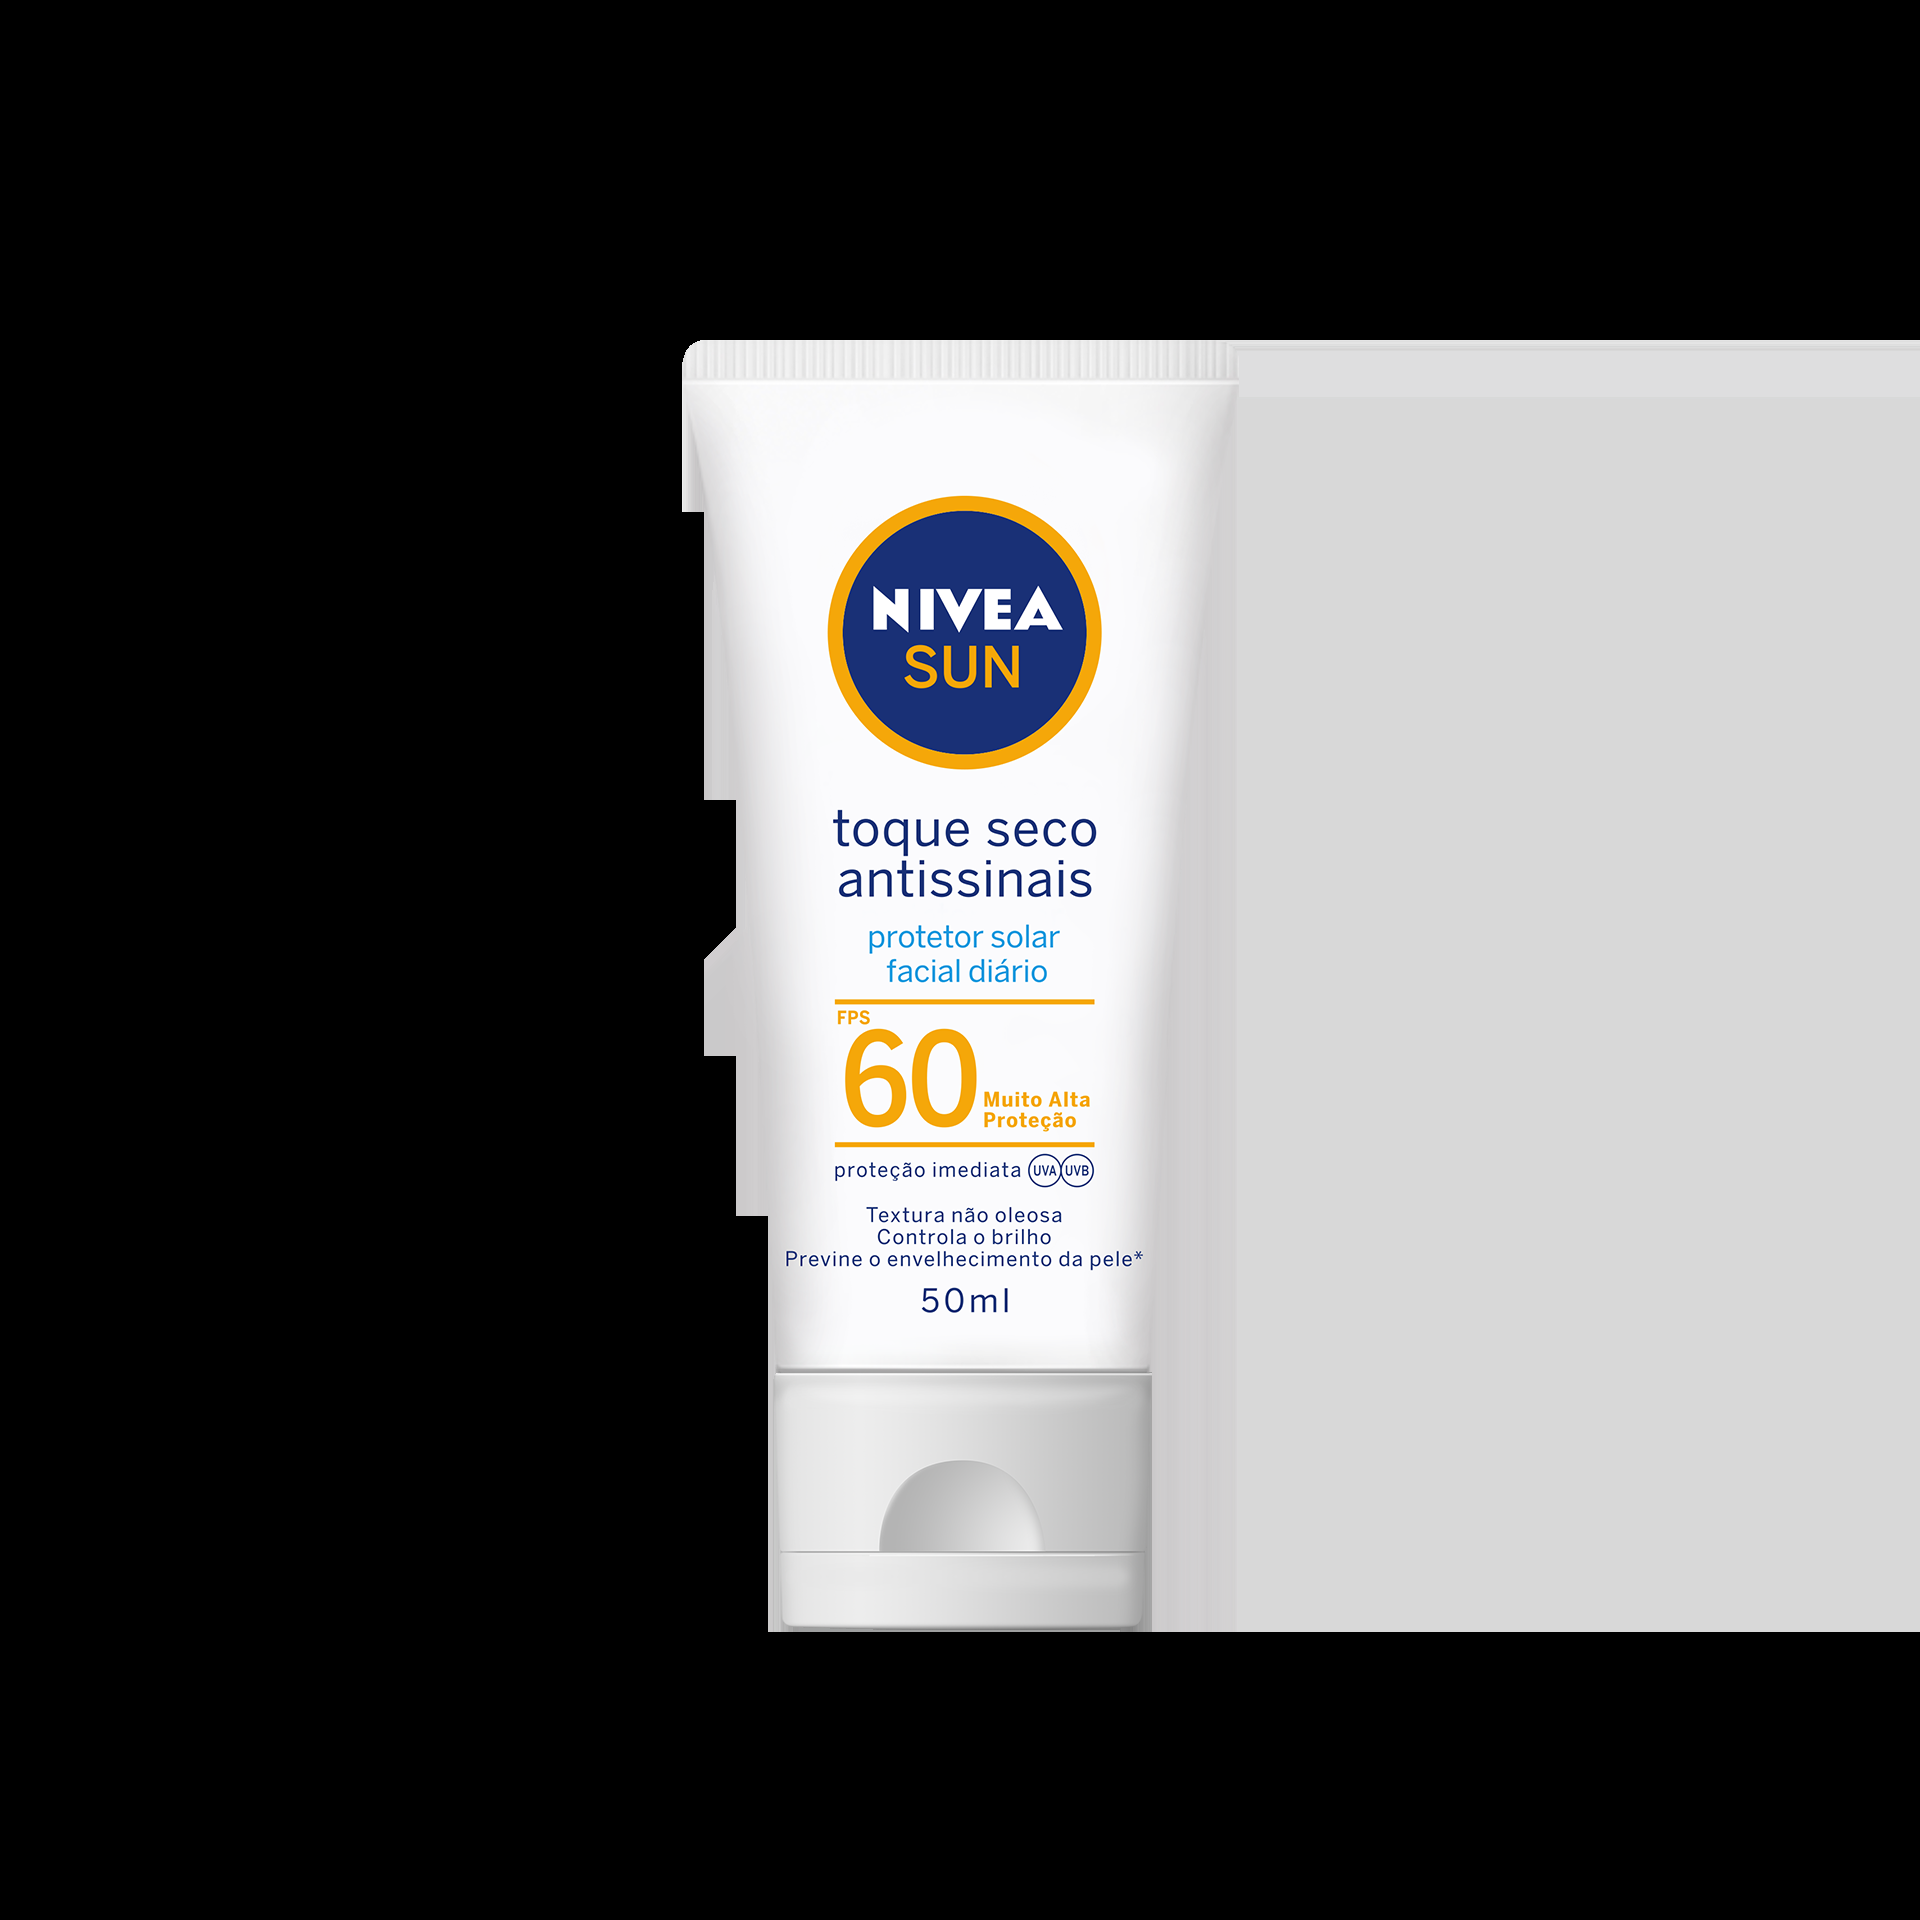 NIVEA
SUN
toque seco
antissinais
protetor solar
facial diário
FPS
60
Muito Alta
Proteção
proteção imediata UVA UVB
Textura não oleosa
Controla o brilho
Previne o envelhecimento da pele*
50ml